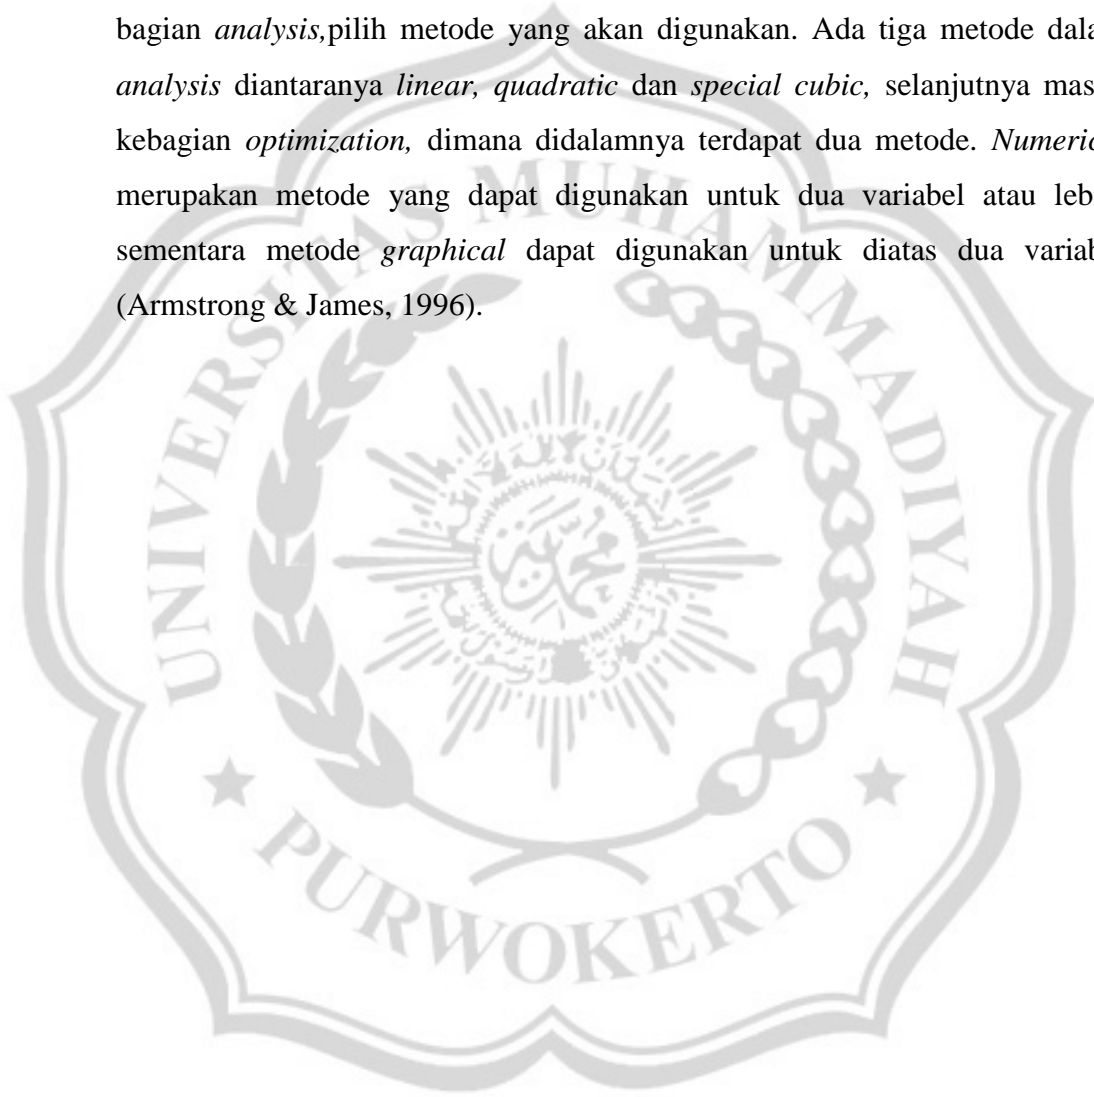 bagian analysis,pilih metode yang akan digunakan. Ada tiga metode dala
analysis diantaranya linear, quadratic dan special cubic, selanjutnya mas
kebagian optimization, dimana didalamnya terdapat dua metode. Numeric
merupakan metode yang dapat digunakan untuk dua variabel atau leb
sementara metode graphical dapat digunakan untuk diatas dua variab
(Armstrong & James, 1996).
UNIVERSITAS MUHAMMADIYAH
PURWOKERTO